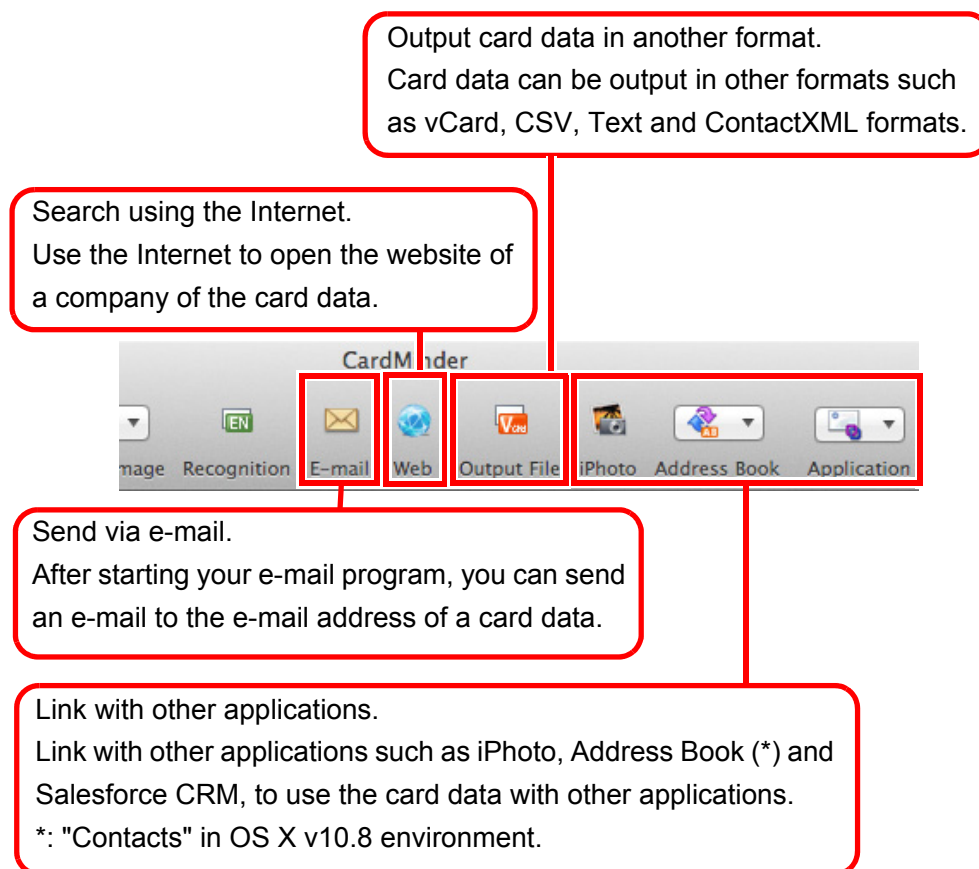 Output card data in another format.
Card data can be output in other formats such
as vCard, CSV, Text and ContactXML formats.
Search using the Internet.
Use the Internet to open the website of
a company of the card data.
CardMinder
EN
Vcard
mage Recognition E-mail Web Output File iPhoto Address Book Application
Send via e-mail.
After starting your e-mail program, you can send
an e-mail to the e-mail address of a card data.
Link with other applications.
Link with other applications such as iPhoto, Address Book (*) and
Salesforce CRM, to use the card data with other applications.
*: "Contacts" in OS X v10.8 environment.